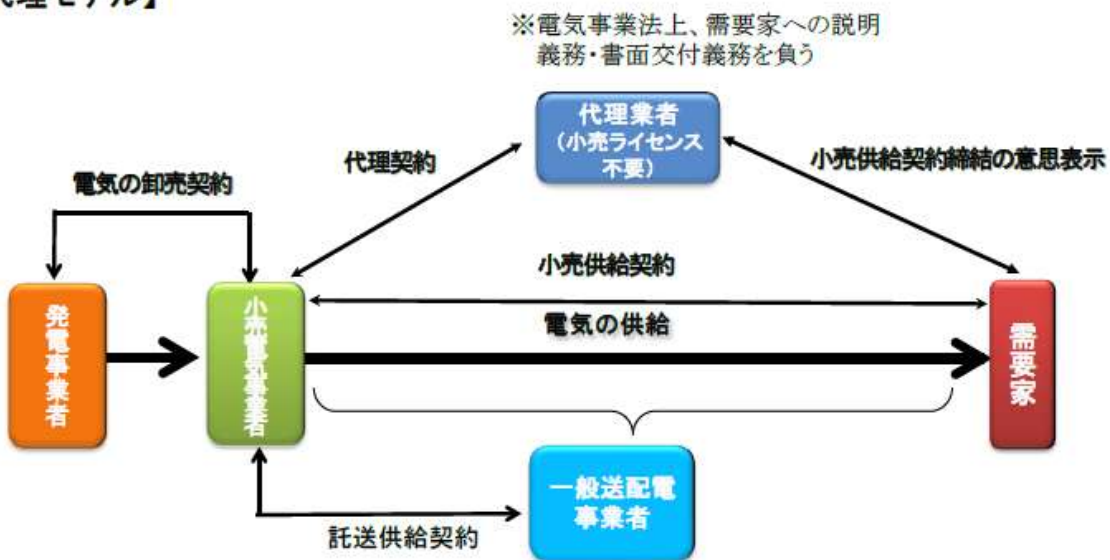 代理モデル】
※電気事業法上、需要家への説明
義務・書面交付義務を負う
代理業者
(小売ライセンス
不要)
代理契約
小売供給契約締結の意思表示
電気の卸売契約
小売供給契約
電気の供給
発電事業者
小売電気事業者
需要家
一般送配電
事業者
託送供給契約